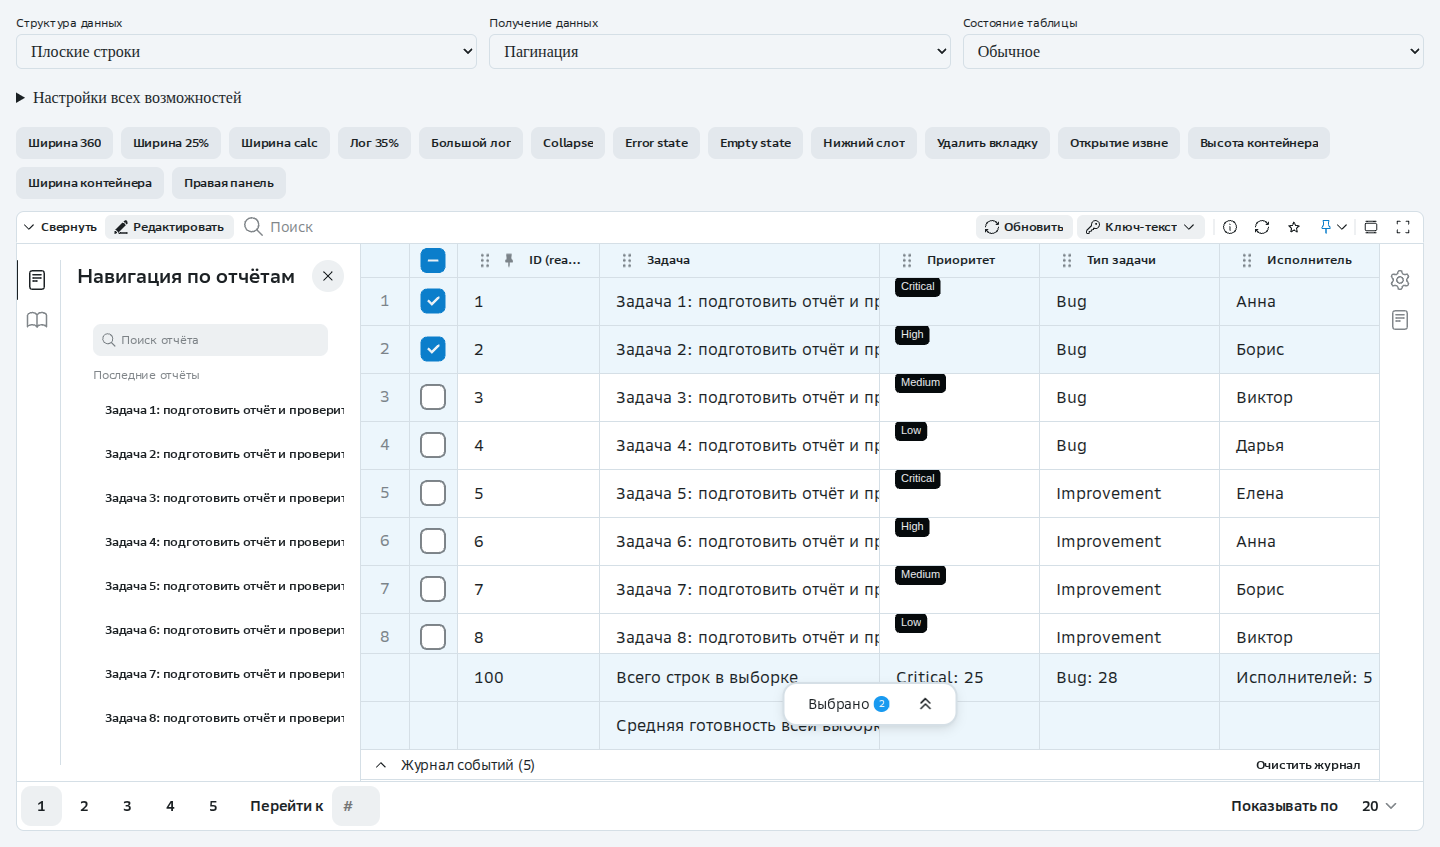 Структура данных
Получение данных
Состояние таблицы
Плоские строки
Пагинация
Обычное
Настройки всех возможностей
Ширина 360
Ширина 25%
Ширина calc
Лог 35%
Большой лог
Collapse
Error state
Empty state
Нижний слот
Удалить вкладку
Открытие извне
Высота контейнера
Ширина контейнера
Правая панель
Свернуть
Редактировать
Поиск
Обновить
Ключ-текст
Навигация по отчётам
Поиск отчёта
Последние отчёты
Задача 1: подготовить отчёт и проверит
Задача 2: подготовить отчёт и проверит
Задача 3: подготовить отчёт и проверит
Задача 4: подготовить отчёт и проверит
Задача 5: подготовить отчёт и проверит
Задача 6: подготовить отчёт и проверит
Задача 7: подготовить отчёт и проверит
Задача 8: подготовить отчёт и проверит
ID (rea...
Задача
Приоритет
Тип задачи
Исполнитель
1 1 Задача 1: подготовить отчёт и пр Critical Bug Анна
2 2 Задача 2: подготовить отчёт и пр High Bug Борис
3 3 Задача 3: подготовить отчёт и пр Medium Bug Виктор
4 4 Задача 4: подготовить отчёт и пр Low Bug Дарья
5 5 Задача 5: подготовить отчёт и пр Critical Improvement Елена
6 6 Задача 6: подготовить отчёт и пр High Improvement Анна
7 7 Задача 7: подготовить отчёт и пр Medium Improvement Борис
8 8 Задача 8: подготовить отчёт и пр Low Improvement Виктор
100 Всего строк в выборке Critical: 25 Bug: 28 Исполнителей: 5
Средняя готовность всей выборк
Выбрано 2
Журнал событий (5)
Очистить журнал
1 2 3 4 5 Перейти к #
Показывать по 20